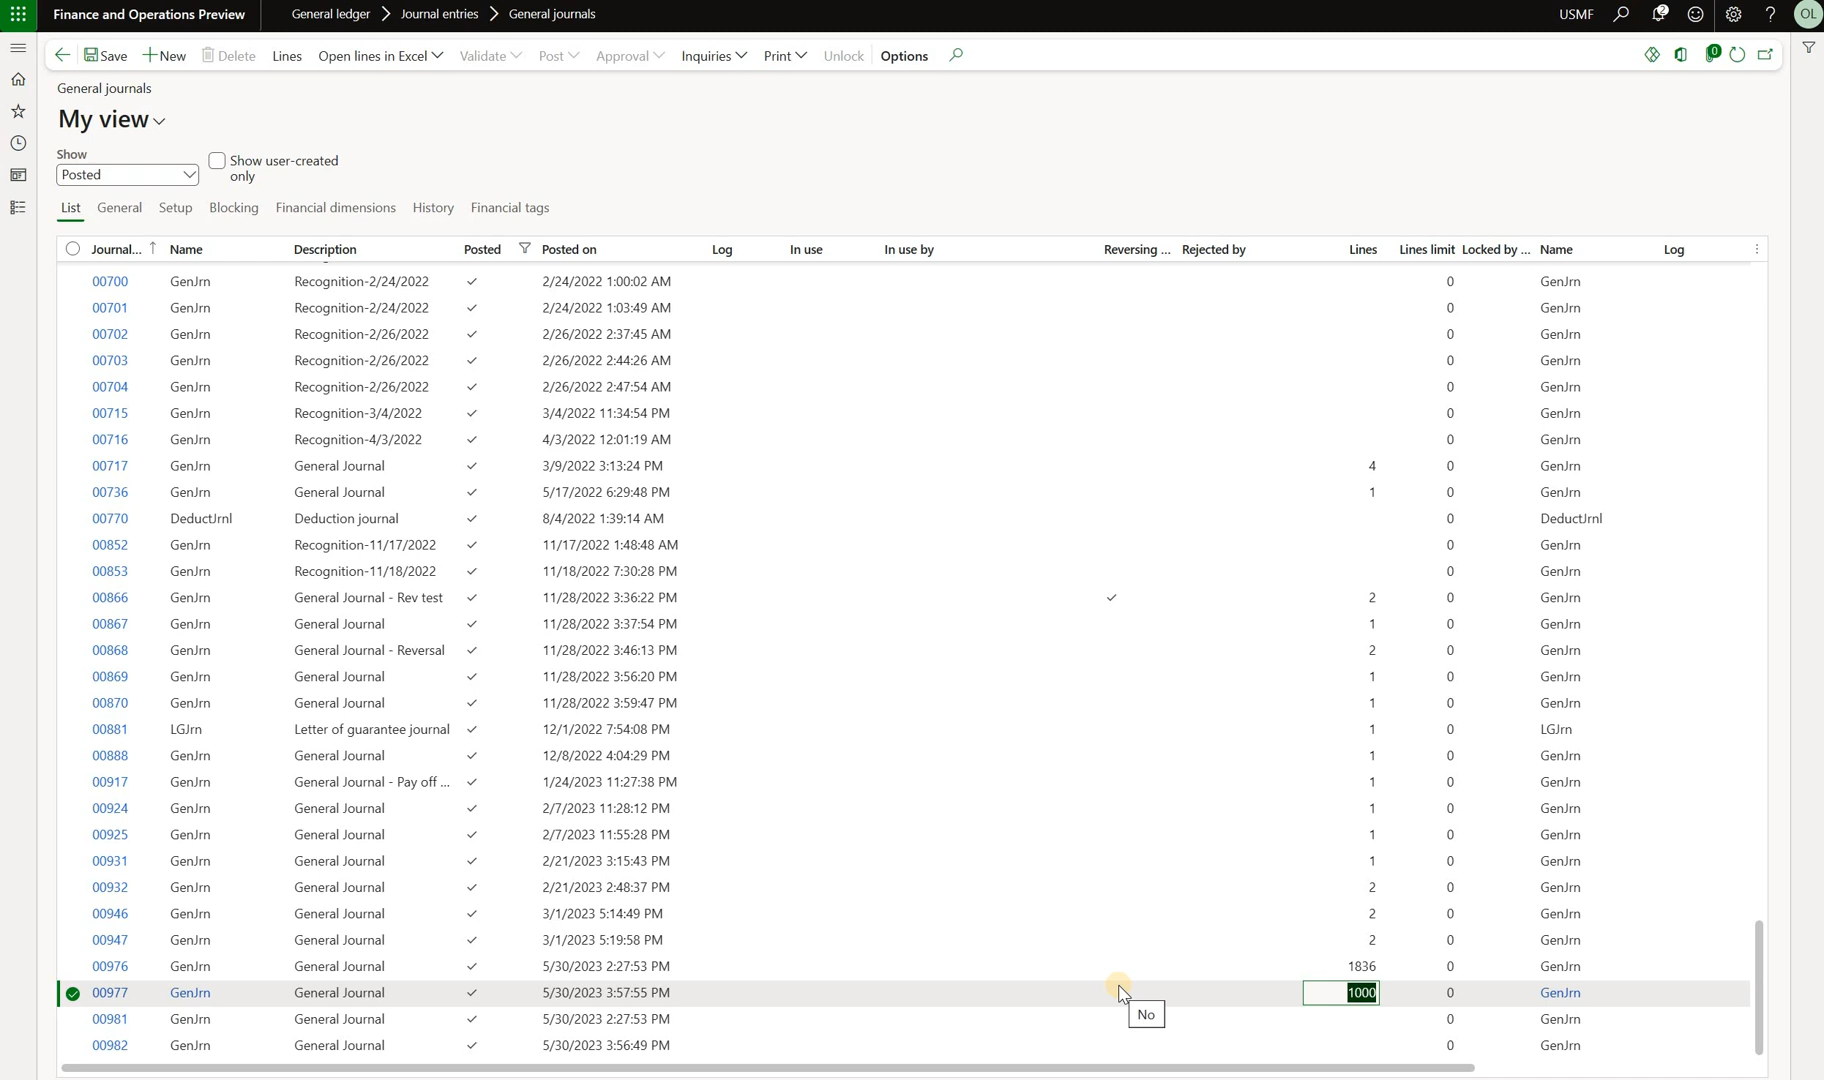 Finance and Operations Preview General ledger Journal entries General journals USMF 2 OL
Save New Delete Lines Open lines in Excel Validate Post Approval Inquiries Print Unlock Options 0
General journals
My view
Show
Posted
Show user-created
only
List General Setup Blocking Financial dimensions History Financial tags
Journal... Name Description Posted Posted on Log In use In use by Reversing ... Rejected by Lines Lines limit Locked by ... Name Log
00700 GenJrn Recognition-2/24/2022 2/24/2022 1:00:02 AM 0 GenJrn
00701 GenJrn Recognition-2/24/2022 2/24/2022 1:03:49 AM 0 GenJrn
00702 GenJrn Recognition-2/26/2022 2/26/2022 2:37:45 AM 0 GenJrn
00703 GenJrn Recognition-2/26/2022 2/26/2022 2:44:26 AM 0 GenJrn
00704 GenJrn Recognition-2/26/2022 2/26/2022 2:47:54 AM 0 GenJrn
00715 GenJrn Recognition-3/4/2022 3/4/2022 11:34:54 PM 0 GenJrn
00716 GenJrn Recognition-4/3/2022 4/3/2022 12:01:19 AM 0 GenJrn
00717 GenJrn General Journal 3/9/2022 3:13:24 PM 4 0 GenJrn
00736 GenJrn General Journal 5/17/2022 6:29:48 PM 1 0 GenJrn
00770 DeductJrnl Deduction journal 8/4/2022 1:39:14 AM 0 DeductJrnl
00852 GenJrn Recognition-11/17/2022 11/17/2022 1:48:48 AM 0 GenJrn
00853 GenJrn Recognition-11/18/2022 11/18/2022 7:30:28 PM 0 GenJrn
00866 GenJrn General Journal - Rev test 11/28/2022 3:36:22 PM 2 0 GenJrn
00867 GenJrn General Journal 11/28/2022 3:37:54 PM 1 0 GenJrn
00868 GenJrn General Journal - Reversal 11/28/2022 3:46:13 PM 2 0 GenJrn
00869 GenJrn General Journal 11/28/2022 3:56:20 PM 1 0 GenJrn
00870 GenJrn General Journal 11/28/2022 3:59:47 PM 1 0 GenJrn
00881 LGJrn Letter of guarantee journal 12/1/2022 7:54:08 PM 1 0 LGJrn
00888 GenJrn General Journal 12/8/2022 4:04:29 PM 1 0 GenJrn
00917 GenJrn General Journal - Pay off ... 1/24/2023 11:27:38 PM 1 0 GenJrn
00924 GenJrn General Journal 2/7/2023 11:28:12 PM 1 0 GenJrn
00925 GenJrn General Journal 2/7/2023 11:55:28 PM 1 0 GenJrn
00931 GenJrn General Journal 2/21/2023 3:15:43 PM 1 0 GenJrn
00932 GenJrn General Journal 2/21/2023 2:48:37 PM 2 0 GenJrn
00946 GenJrn General Journal 3/1/2023 5:14:49 PM 2 0 GenJrn
00947 GenJrn General Journal 3/1/2023 5:19:58 PM 2 0 GenJrn
00976 GenJrn General Journal 5/30/2023 2:27:53 PM 1836 0 GenJrn
00977 GenJrn General Journal 5/30/2023 3:57:55 PM 1000 0 GenJrn
No
00981 GenJrn General Journal 5/30/2023 2:27:53 PM 0 GenJrn
00982 GenJrn General Journal 5/30/2023 3:56:49 PM 0 GenJrn